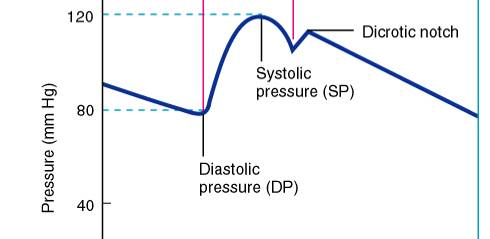 120
Dicrotic notch
Systolic
pressure (SP)
80
Pressure (mm Hg)
Diastolic
pressure (DP)
40